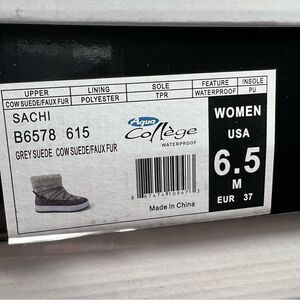 UPPER LINING SOLE FEATURE INSOLE
COW SUEDE/FAUX FUR POLYESTER TPR WATERPROOF PU
SACHI
B6578 615
GREY SUEDE COW SUEDE/FAUX FUR
Aqua
College
WATERPROOF
Made In China
WOMEN
USA
6.5
M
EUR 37